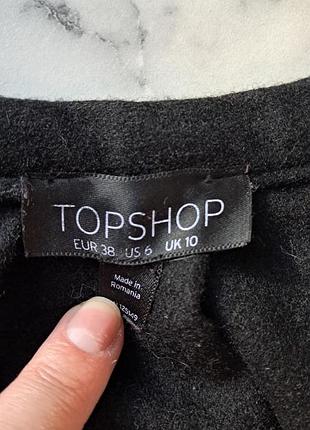 TOPSHOP
EUR 38 US 6 UK 10
Made in
Romania